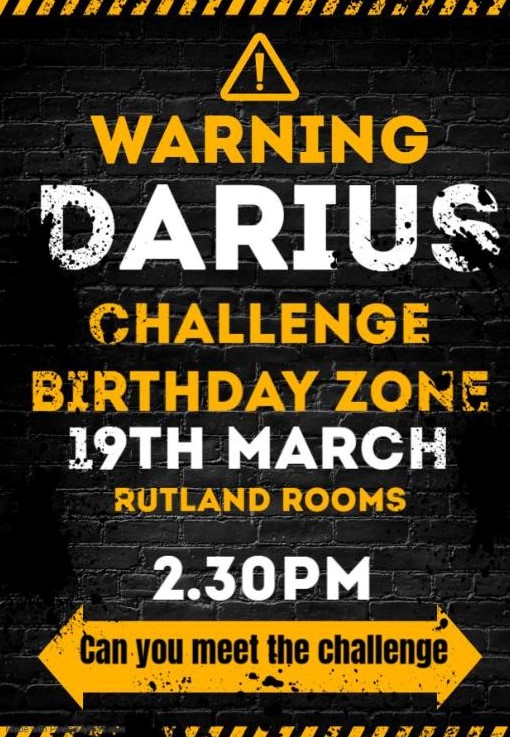 WARNING
DARIUS
CHALLENGE
BIRTHDAY ZONE
19TH MARCH
RUTLAND ROOMS
2.30PM
Can you meet the challenge